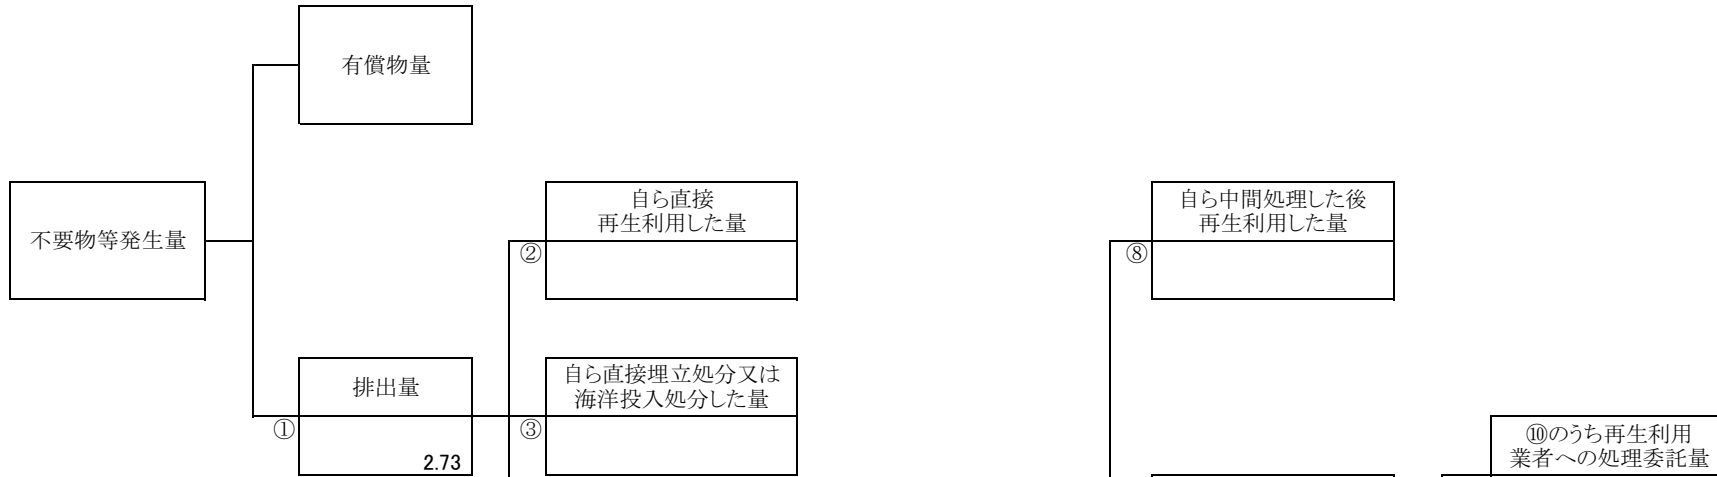 有償物量
不要物等発生量
自ら直接
再生利用した量
②
自ら中間処理した後
再生利用した量
⑧
排出量
①
2.73
自ら直接埋立処分又は
海洋投入処分した量
③
⑩のうち再生利用
業者への処理委託量